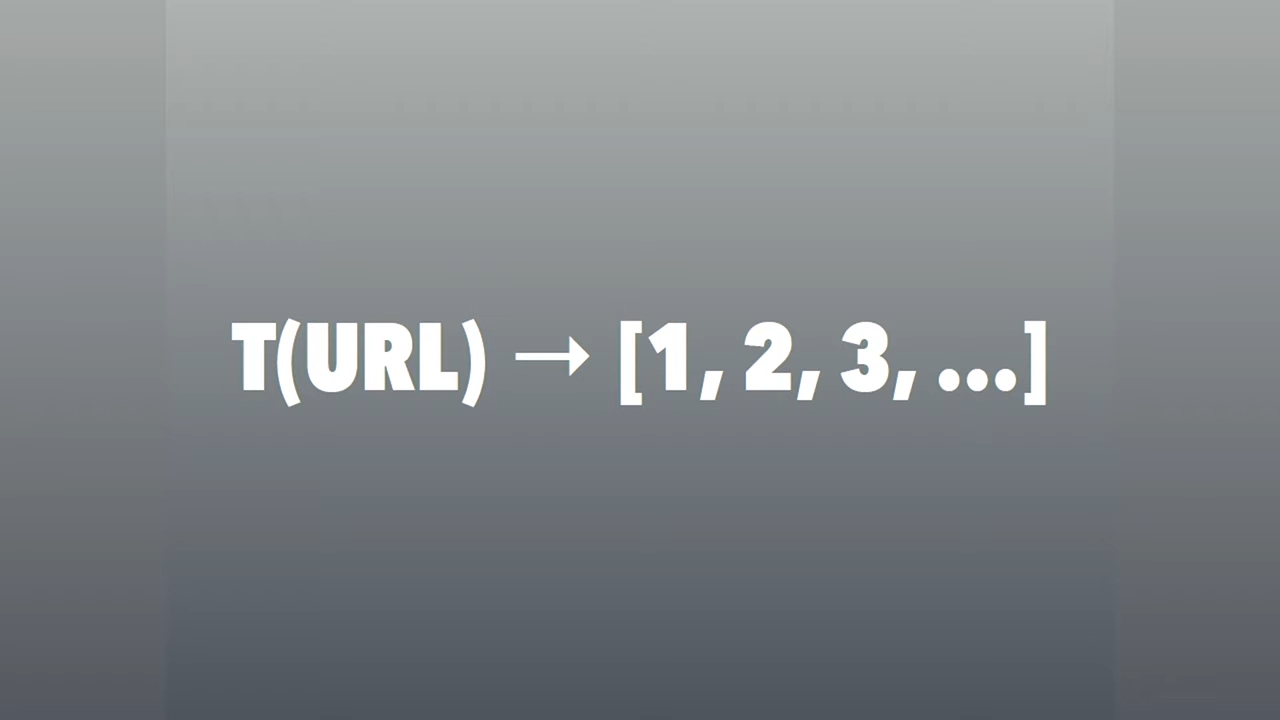 T(URL) → [1, 2, 3, ...]